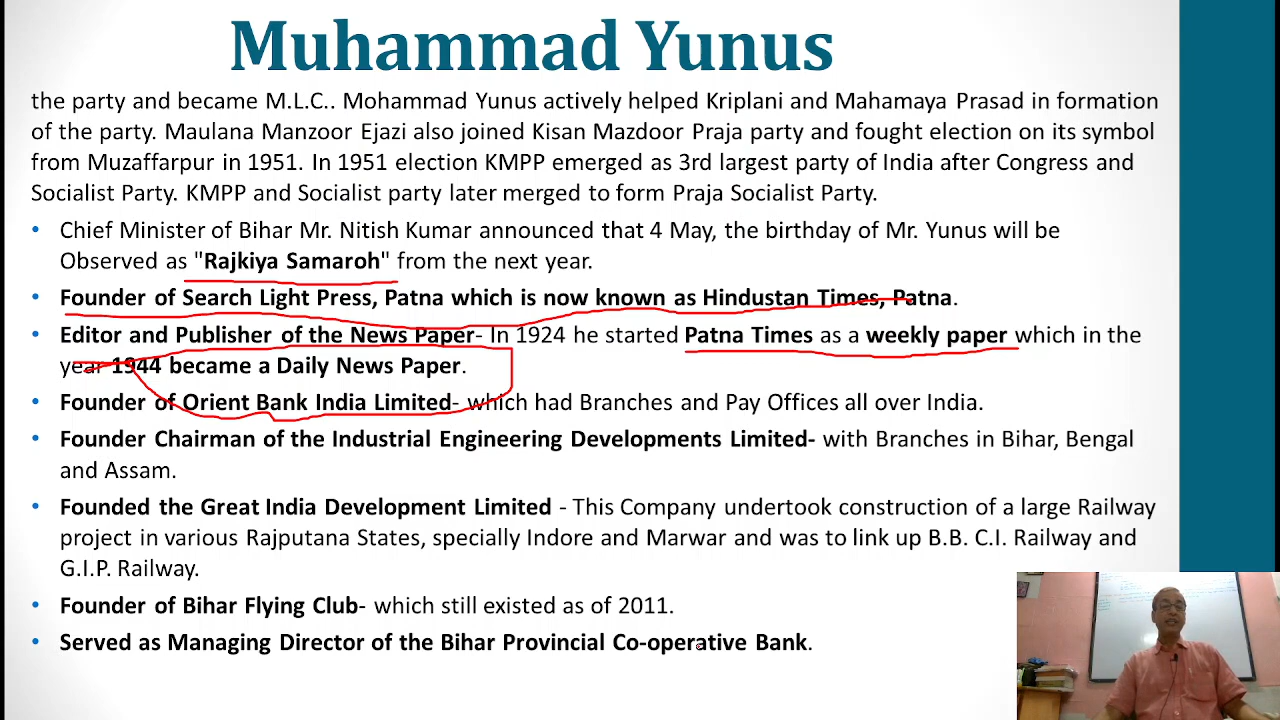 Muhammad Yunus
the party and became M.L.C.. Mohammad Yunus actively helped Kriplani and Mahamaya Prasad in formation
of the party. Maulana Manzoor Ejazi also joined Kisan Mazdoor Praja party and fought election on its symbol
from Muzaffarpur in 1951. In 1951 election KMPP emerged as 3rd largest party of India after Congress and
Socialist Party. KMPP and Socialist party later merged to form Praja Socialist Party.
• Chief Minister of Bihar Mr. Nitish Kumar announced that 4 May, the birthday of Mr. Yunus will be
Observed as "Rajkiya Samaroh" from the next year.
• Founder of Search Light Press, Patna which is now known as Hindustan Times, Patna.
• Editor and Publisher of the News Paper- In 1924 he started Patna Times as a weekly paper which in the
year 1944 became a Daily News Paper.
• Founder of Orient Bank India Limited- which had Branches and Pay Offices all over India.
• Founder Chairman of the Industrial Engineering Developments Limited- with Branches in Bihar, Bengal
and Assam.
• Founded the Great India Development Limited - This Company undertook construction of a large Railway
project in various Rajputana States, specially Indore and Marwar and was to link up B.B. C.I. Railway and
G.I.P. Railway.
• Founder of Bihar Flying Club- which still existed as of 2011.
• Served as Managing Director of the Bihar Provincial Co-operative Bank.